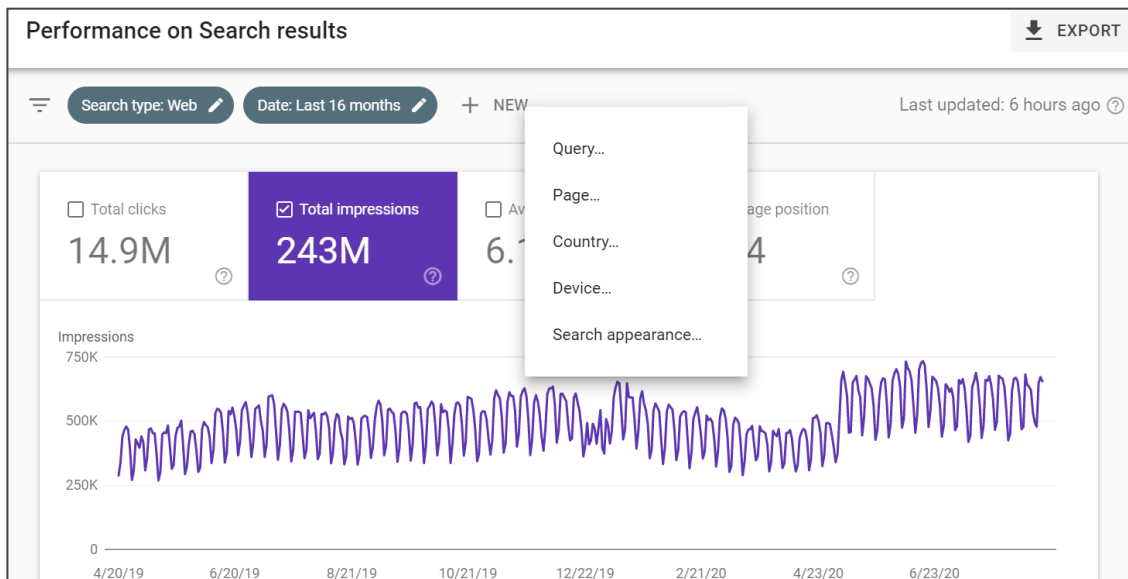 Performance on Search results
EXPORT
Search type: Web
Date: Last 16 months
NEW
Last updated: 6 hours ago
Query...
Page...
Country...
Device...
Search appearance...
Total clicks
14.9M
Total impressions
243M
position
4
Impressions
750K
500K
250K
0
4/20/19 6/20/19 8/21/19 10/21/19 12/22/19 2/21/20 4/23/20 6/23/20